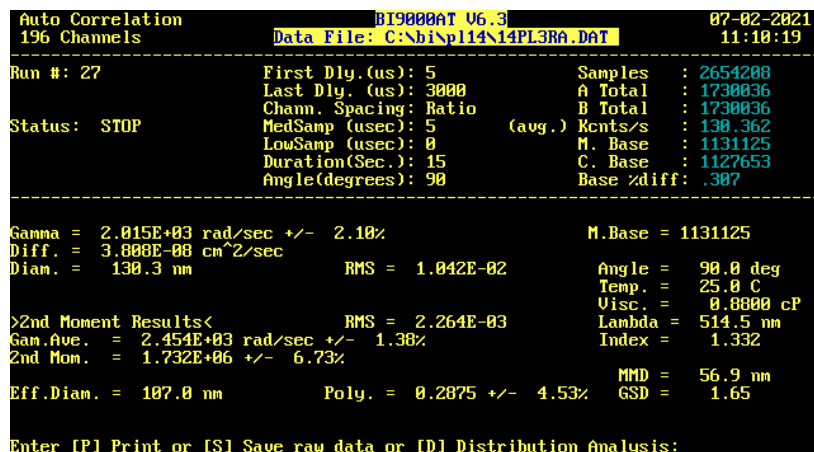 Auto Correlation BI9000AT V6.3 07-02-2021
196 Channels Data File: C:\bi\pl14\14PL3RA.DAT 11:10:19
Run #: 27 First Dly.(us): 5 Samples : 2654208
Last Dly. (us): 3000 A Total : 1730036
Chann. Spacing: Ratio B Total : 1730036
Status: STOP MedSamp (usec): 5 (avg.) Kcnts/s : 130.362
LowSamp (usec): 0 M. Base : 1131125
Duration(Sec.): 15 C. Base : 1127653
Angle(degrees): 90 Base %diff: .307
Gamma = 2.015E+03 rad/sec +/- 2.10% M.Base = 1131125
Diff. = 3.808E-08 cm^2/sec
Diam. = 130.3 nm RMS = 1.042E-02 Angle = 90.0 deg
Temp. = 25.0 C
Visc. = 0.8800 cP
>2nd Moment Results< RMS = 2.264E-03 Lambda = 514.5 nm
Gam.Ave. = 2.454E+03 rad/sec +/- 1.38% Index = 1.332
2nd Mom. = 1.732E+06 +/- 6.73%
MMD = 56.9 nm
Eff.Diam. = 107.0 nm Poly. = 0.2875 +/- 4.53% GSD = 1.65
Enter [P] Print or [S] Save raw data or [D] Distribution Analysis: